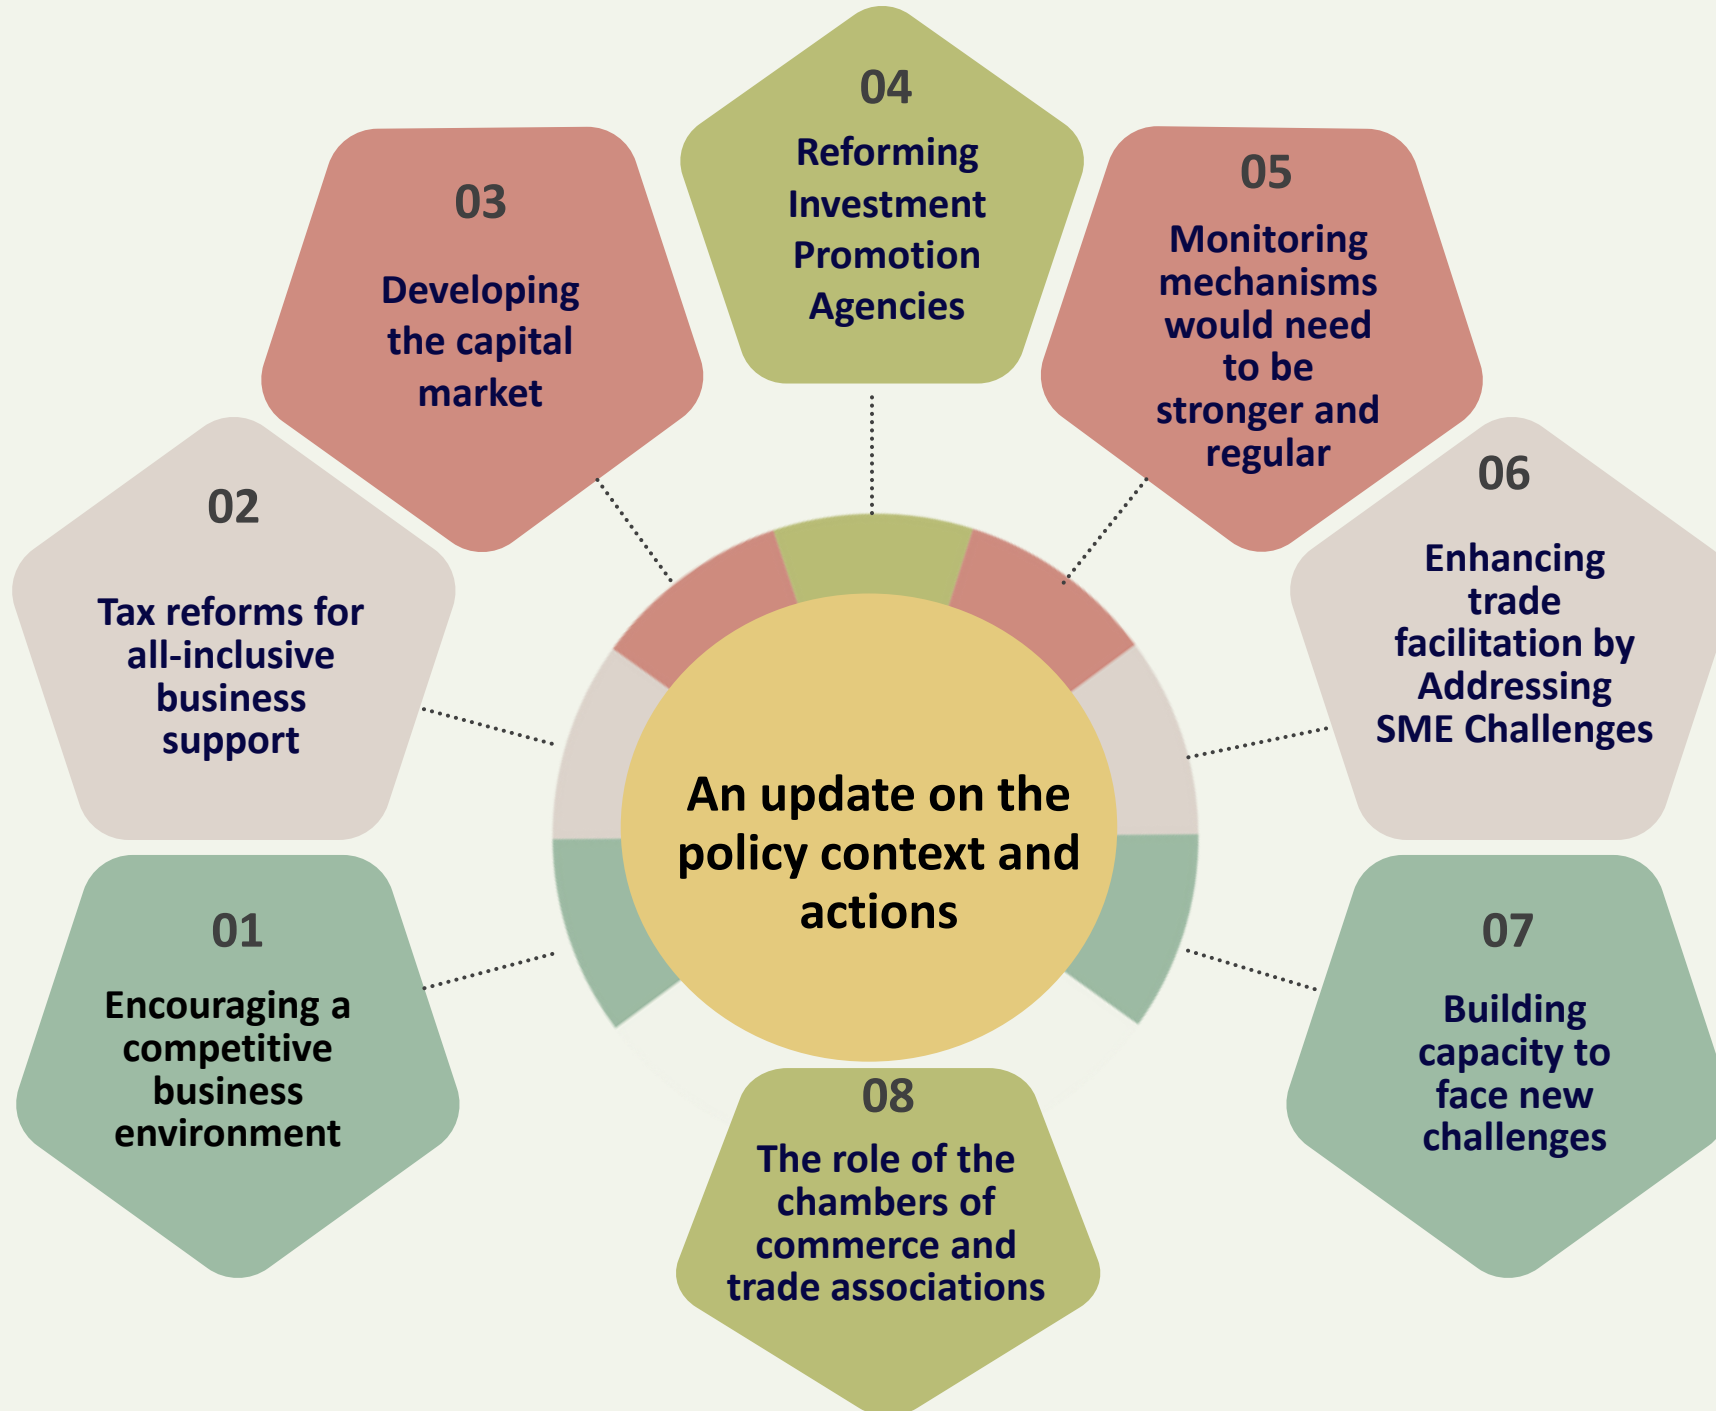 04
Reforming
Investment
Promotion
Agencies
03
Developing
the capital
market
05
Monitoring
mechanisms
would need
to be
stronger and
regular
02
Tax reforms for
all-inclusive
business
support
06
Enhancing
trade
facilitation by
Addressing
SME Challenges
An update on the
policy context and
actions
01
Encouraging a
competitive
business
environment
07
Building
capacity to
face new
challenges
08
The role of the
chambers of
commerce and
trade associations